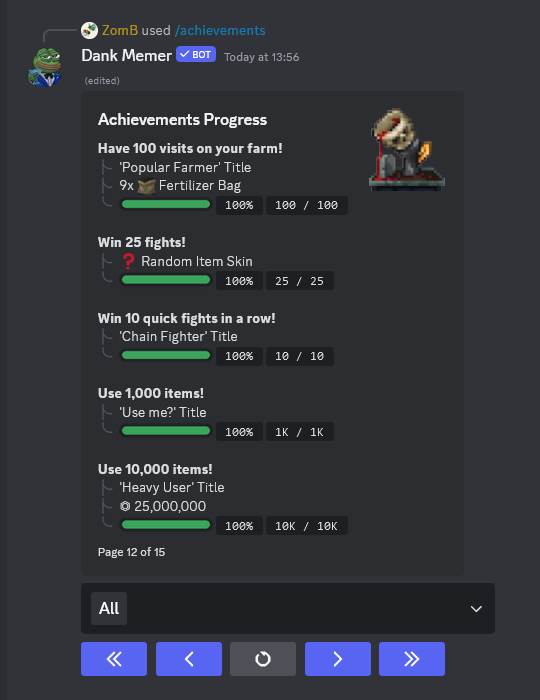 ZomB used /achievements
Dank Memer ✓ BOT Today at 13:56
(edited)
Achievements Progress
Have 100 visits on your farm!
'Popular Farmer' Title
9x Fertilizer Bag
100% 100 / 100
Win 25 fights!
❓ Random Item Skin
100% 25 / 25
Win 10 quick fights in a row!
'Chain Fighter' Title
100% 10 / 10
Use 1,000 items!
'Use me?' Title
100% 1K / 1K
Use 10,000 items!
'Heavy User' Title
⏣ 25,000,000
100% 10K / 10K
Page 12 of 15
All